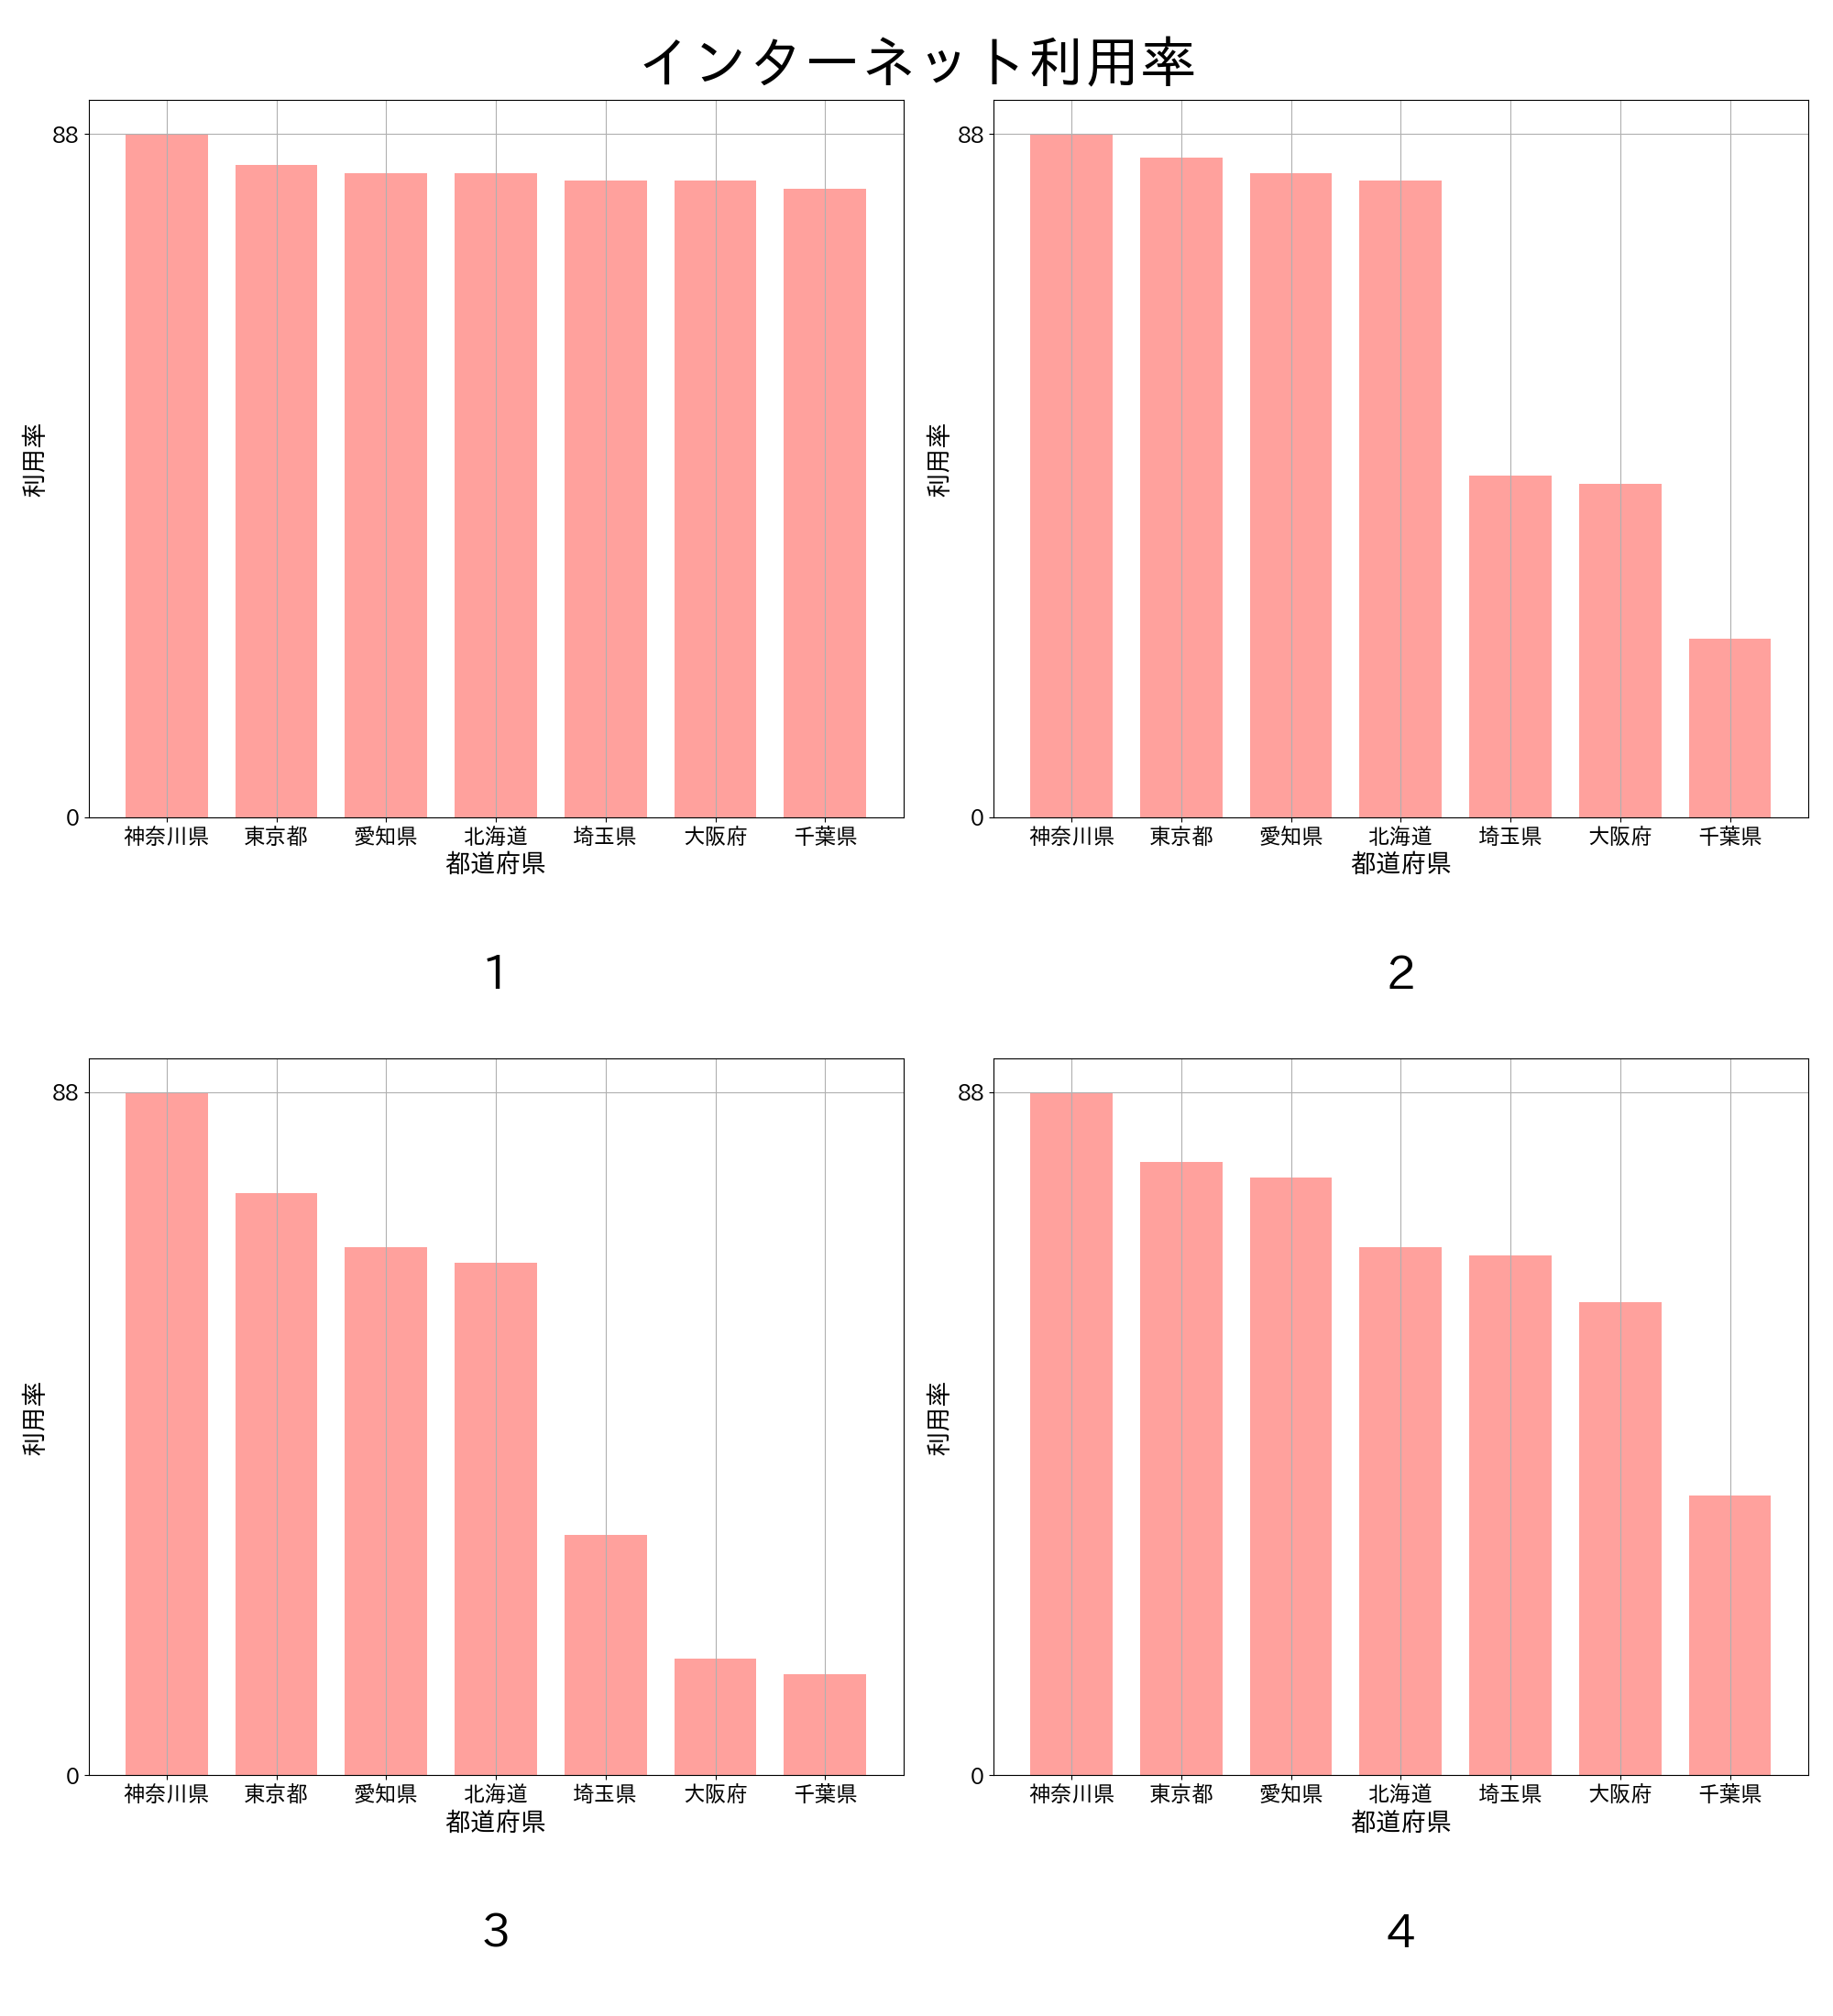 インターネット利用率
88
0
利用率
神奈川県 東京都 愛知県 北海道 埼玉県 大阪府 千葉県
都道府県
1
88
0
利用率
神奈川県 東京都 愛知県 北海道 埼玉県 大阪府 千葉県
都道府県
2
88
0
利用率
神奈川県 東京都 愛知県 北海道 埼玉県 大阪府 千葉県
都道府県
3
88
0
利用率
神奈川県 東京都 愛知県 北海道 埼玉県 大阪府 千葉県
都道府県
4